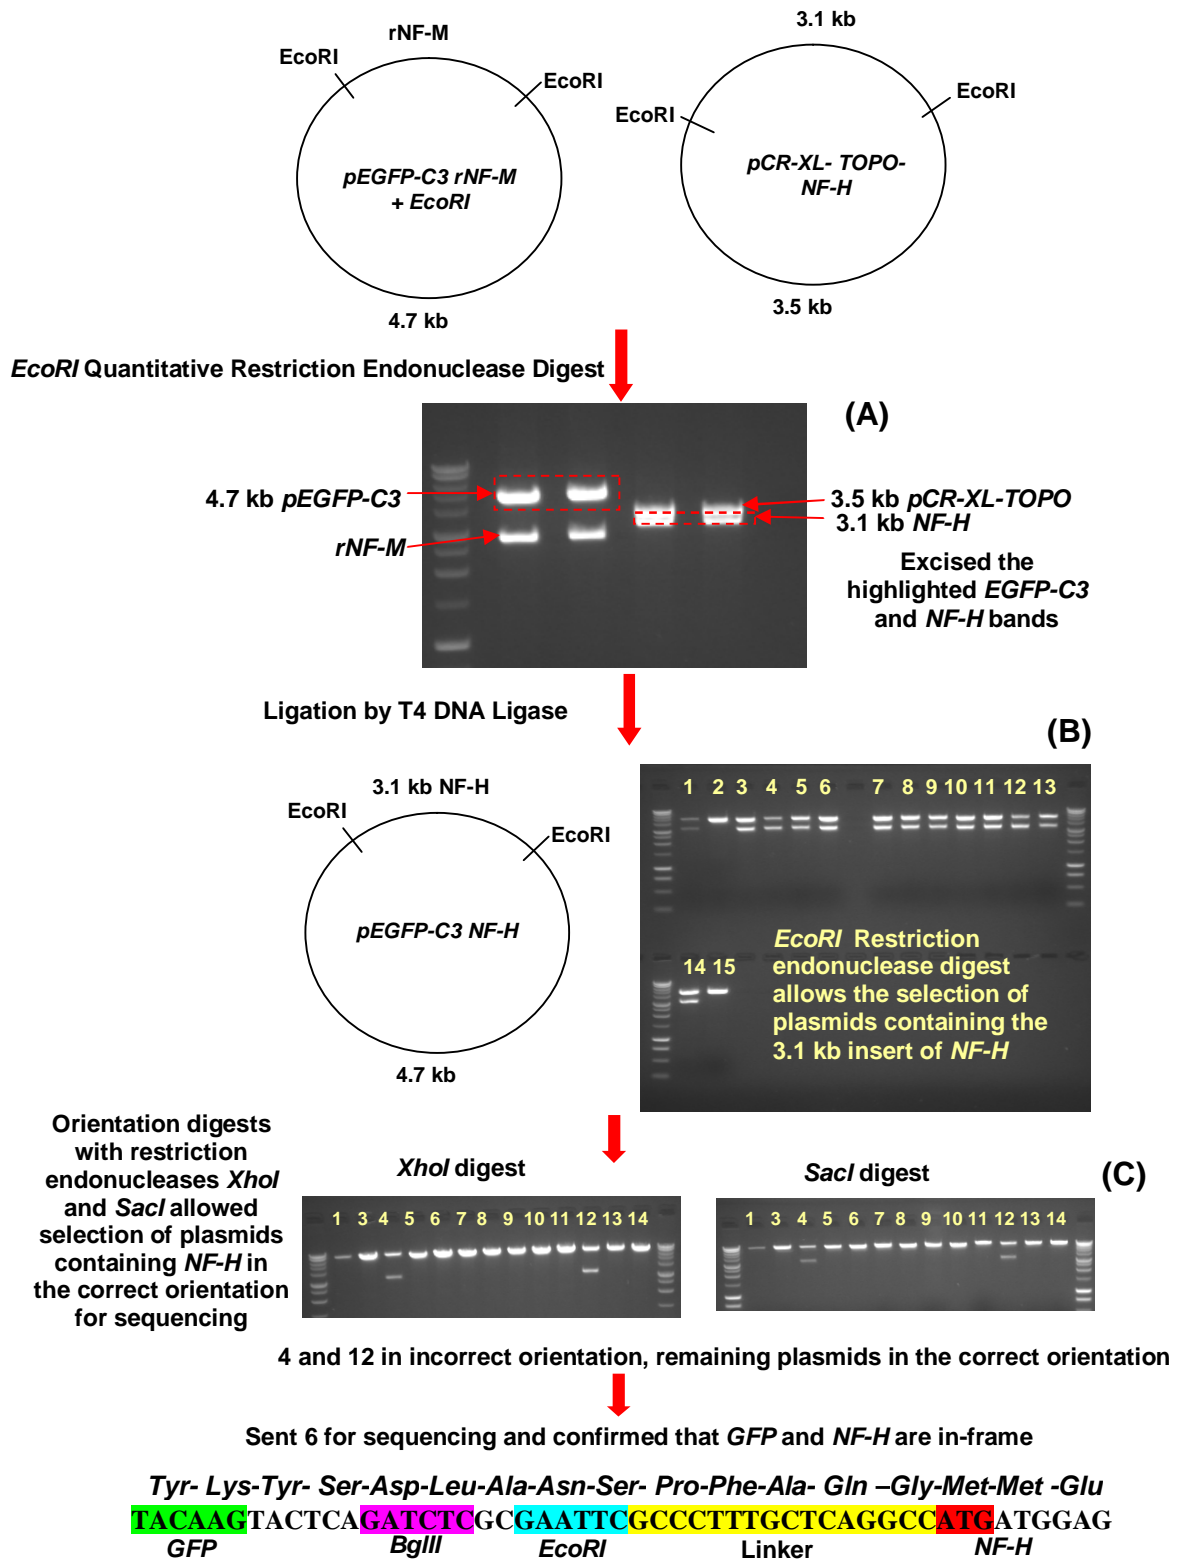 rNF-M
EcoRI
EcoRI
pEGFP-C3 rNF-M
+ EcoRI
4.7 kb
3.1 kb
EcoRI
EcoRI
pCR-XL- TOPO-
NF-H
3.5 kb
EcoRI Quantitative Restriction Endonuclease Digest
(A)
4.7 kb pEGFP-C3
rNF-M
3.5 kb pCR-XL-TOPO
3.1 kb NF-H
Excised the
highlighted EGFP-C3
and NF-H bands
Ligation by T4 DNA Ligase
(B)
3.1 kb NF-H
EcoRI
EcoRI
pEGFP-C3 NF-H
4.7 kb
1 2 3 4 5 6 7 8 9 10 11 12 13
14 15
EcoRI Restriction
endonuclease digest
allows the selection of
plasmids containing the
3.1 kb insert of NF-H
Orientation digests
with restriction
endonucleases XhoI
and SacI allowed
selection of plasmids
containing NF-H in
the correct orientation
for sequencing
XhoI digest
SacI digest
(C)
1 3 4 5 6 7 8 9 10 11 12 13 14
1 3 4 5 6 7 8 9 10 11 12 13 14
4 and 12 in incorrect orientation, remaining plasmids in the correct orientation
Sent 6 for sequencing and confirmed that GFP and NF-H are in-frame
Tyr- Lys-Tyr- Ser-Asp-Leu-Ala-Asn-Ser- Pro-Phe-Ala- Gln –Gly-Met-Met -Glu
TACAAGTACTCAGATCTCGCGAATTCGCCCTTTGCTCAGGCCATGATGGAG
GFP BglII EcoRI Linker NF-H